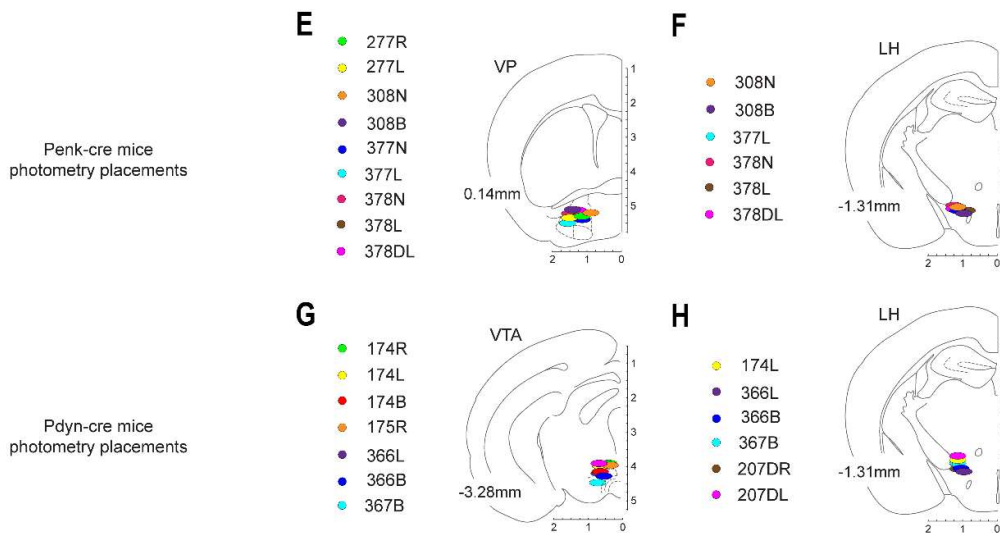 E
277R
277L
308N
308B
377N
377L
378N
378L
378DL
VP
0.14mm
1
2
3
4
5
2 1 0
F
308N
308B
377L
378N
378L
378DL
LH
-1.31mm
2 1 0
Penk-cre mice
photometry placements
G
174R
174L
174B
175R
366L
366B
367B
VTA
-3.28mm
1
2
3
4
5
2 1 0
H
174L
366L
366B
367B
207DR
207DL
LH
-1.31mm
2 1 0
Pdyn-cre mice
photometry placements